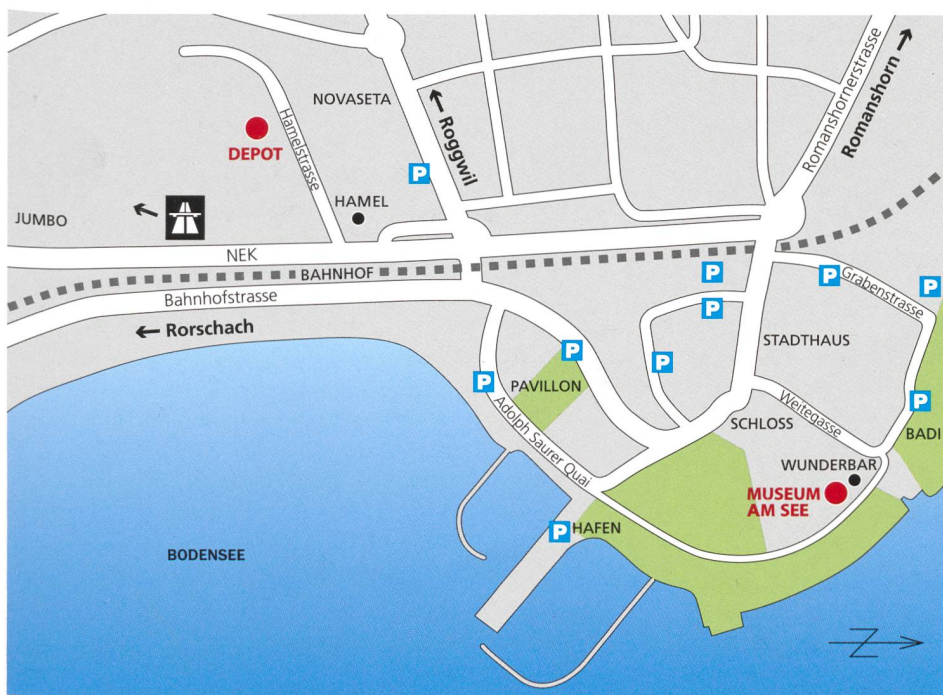 NOVASETA
Hamelstrasse
DEPOT
Roggwil
Romanshornerstrasse
Romanshorn
P
HAMEL
JUMBO
NEK
BAHNHOF
Bahnhofstrasse
Rorschach
P
P
P
P
Grabenstrasse
STADTHAUS
P
P
P
PAVILLON
P
Adolph Saurer Quai
SCHLOSS
Weitegasse
P
BADI
WUNDERBAR
MUSEUM
AM SEE
P
HAFEN
BODENSEE
N